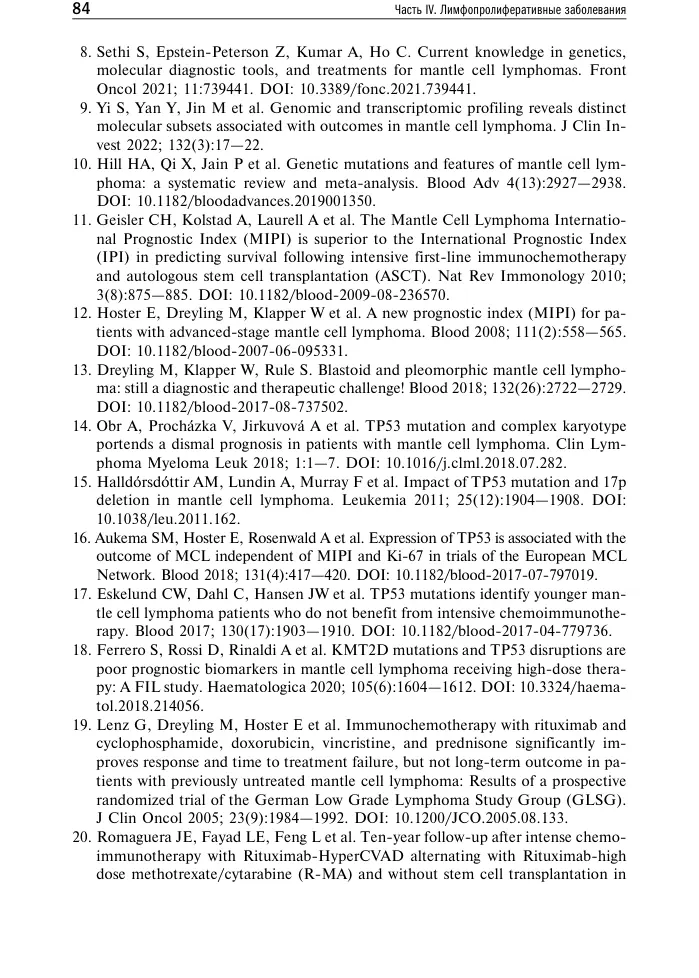 84
Часть IV. Лимфопролиферативные заболевания
8. Sethi S, Epstein-Peterson Z, Kumar A, Ho C. Current knowledge in genetics,
molecular diagnostic tools, and treatments for mantle cell lymphomas. Front
Oncol 2021; 11:739441. DOI: 10.3389/fonc.2021.739441.
9. Yi S, Yan Y, Jin M et al. Genomic and transcriptomic profiling reveals distinct
molecular subsets associated with outcomes in mantle cell lymphoma. J Clin In-
vest 2022; 132(3):17—22.
10. Hill HA, Qi X, Jain P et al. Genetic mutations and features of mantle cell lym-
phoma: a systematic review and meta-analysis. Blood Adv 4(13):2927—2938.
DOI: 10.1182/bloodadvances.2019001350.
11. Geisler CH, Kolstad A, Laurell A et al. The Mantle Cell Lymphoma Internatio-
nal Prognostic Index (MIPI) is superior to the International Prognostic Index
(IPI) in predicting survival following intensive first-line immunochemotherapy
and autologous stem cell transplantation (ASCT). Nat Rev Immonology 2010;
3(8):875—885. DOI: 10.1182/blood-2009-08-236570.
12. Hoster E, Dreyling M, Klapper W et al. A new prognostic index (MIPI) for pa-
tients with advanced-stage mantle cell lymphoma. Blood 2008; 111(2):558—565.
DOI: 10.1182/blood-2007-06-095331.
13. Dreyling M, Klapper W, Rule S. Blastoid and pleomorphic mantle cell lympho-
ma: still a diagnostic and therapeutic challenge! Blood 2018; 132(26):2722—2729.
DOI: 10.1182/blood-2017-08-737502.
14. Obr A, Procházka V, Jirkuvová A et al. TP53 mutation and complex karyotype
portends a dismal prognosis in patients with mantle cell lymphoma. Clin Lym-
phoma Myeloma Leuk 2018; 1:1—7. DOI: 10.1016/j.clml.2018.07.282.
15. Halldórsdóttir AM, Lundin A, Murray F et al. Impact of TP53 mutation and 17p
deletion in mantle cell lymphoma. Leukemia 2011; 25(12):1904—1908. DOI:
10.1038/leu.2011.162.
16. Aukema SM, Hoster E, Rosenwald A et al. Expression of TP53 is associated with the
outcome of MCL independent of MIPI and Ki-67 in trials of the European MCL
Network. Blood 2018; 131(4):417—420. DOI: 10.1182/blood-2017-07-797019.
17. Eskelund CW, Dahl C, Hansen JW et al. TP53 mutations identify younger man-
tle cell lymphoma patients who do not benefit from intensive chemoimmunothe-
rapy. Blood 2017; 130(17):1903—1910. DOI: 10.1182/blood-2017-04-779736.
18. Ferrero S, Rossi D, Rinaldi A et al. KMT2D mutations and TP53 disruptions are
poor prognostic biomarkers in mantle cell lymphoma receiving high-dose thera-
py: A FIL study. Haematologica 2020; 105(6):1604—1612. DOI: 10.3324/haema-
tol.2018.214056.
19. Lenz G, Dreyling M, Hoster E et al. Immunochemotherapy with rituximab and
cyclophosphamide, doxorubicin, vincristine, and prednisone significantly im-
proves response and time to treatment failure, but not long-term outcome in pa-
tients with previously untreated mantle cell lymphoma: Results of a prospective
randomized trial of the German Low Grade Lymphoma Study Group (GLSG).
J Clin Oncol 2005; 23(9):1984—1992. DOI: 10.1200/JCO.2005.08.133.
20. Romaguera JE, Fayad LE, Feng L et al. Ten-year follow-up after intense chemo-
immunotherapy with Rituximab-HyperCVAD alternating with Rituximab-high
dose methotrexate/cytarabine (R-MA) and without stem cell transplantation in